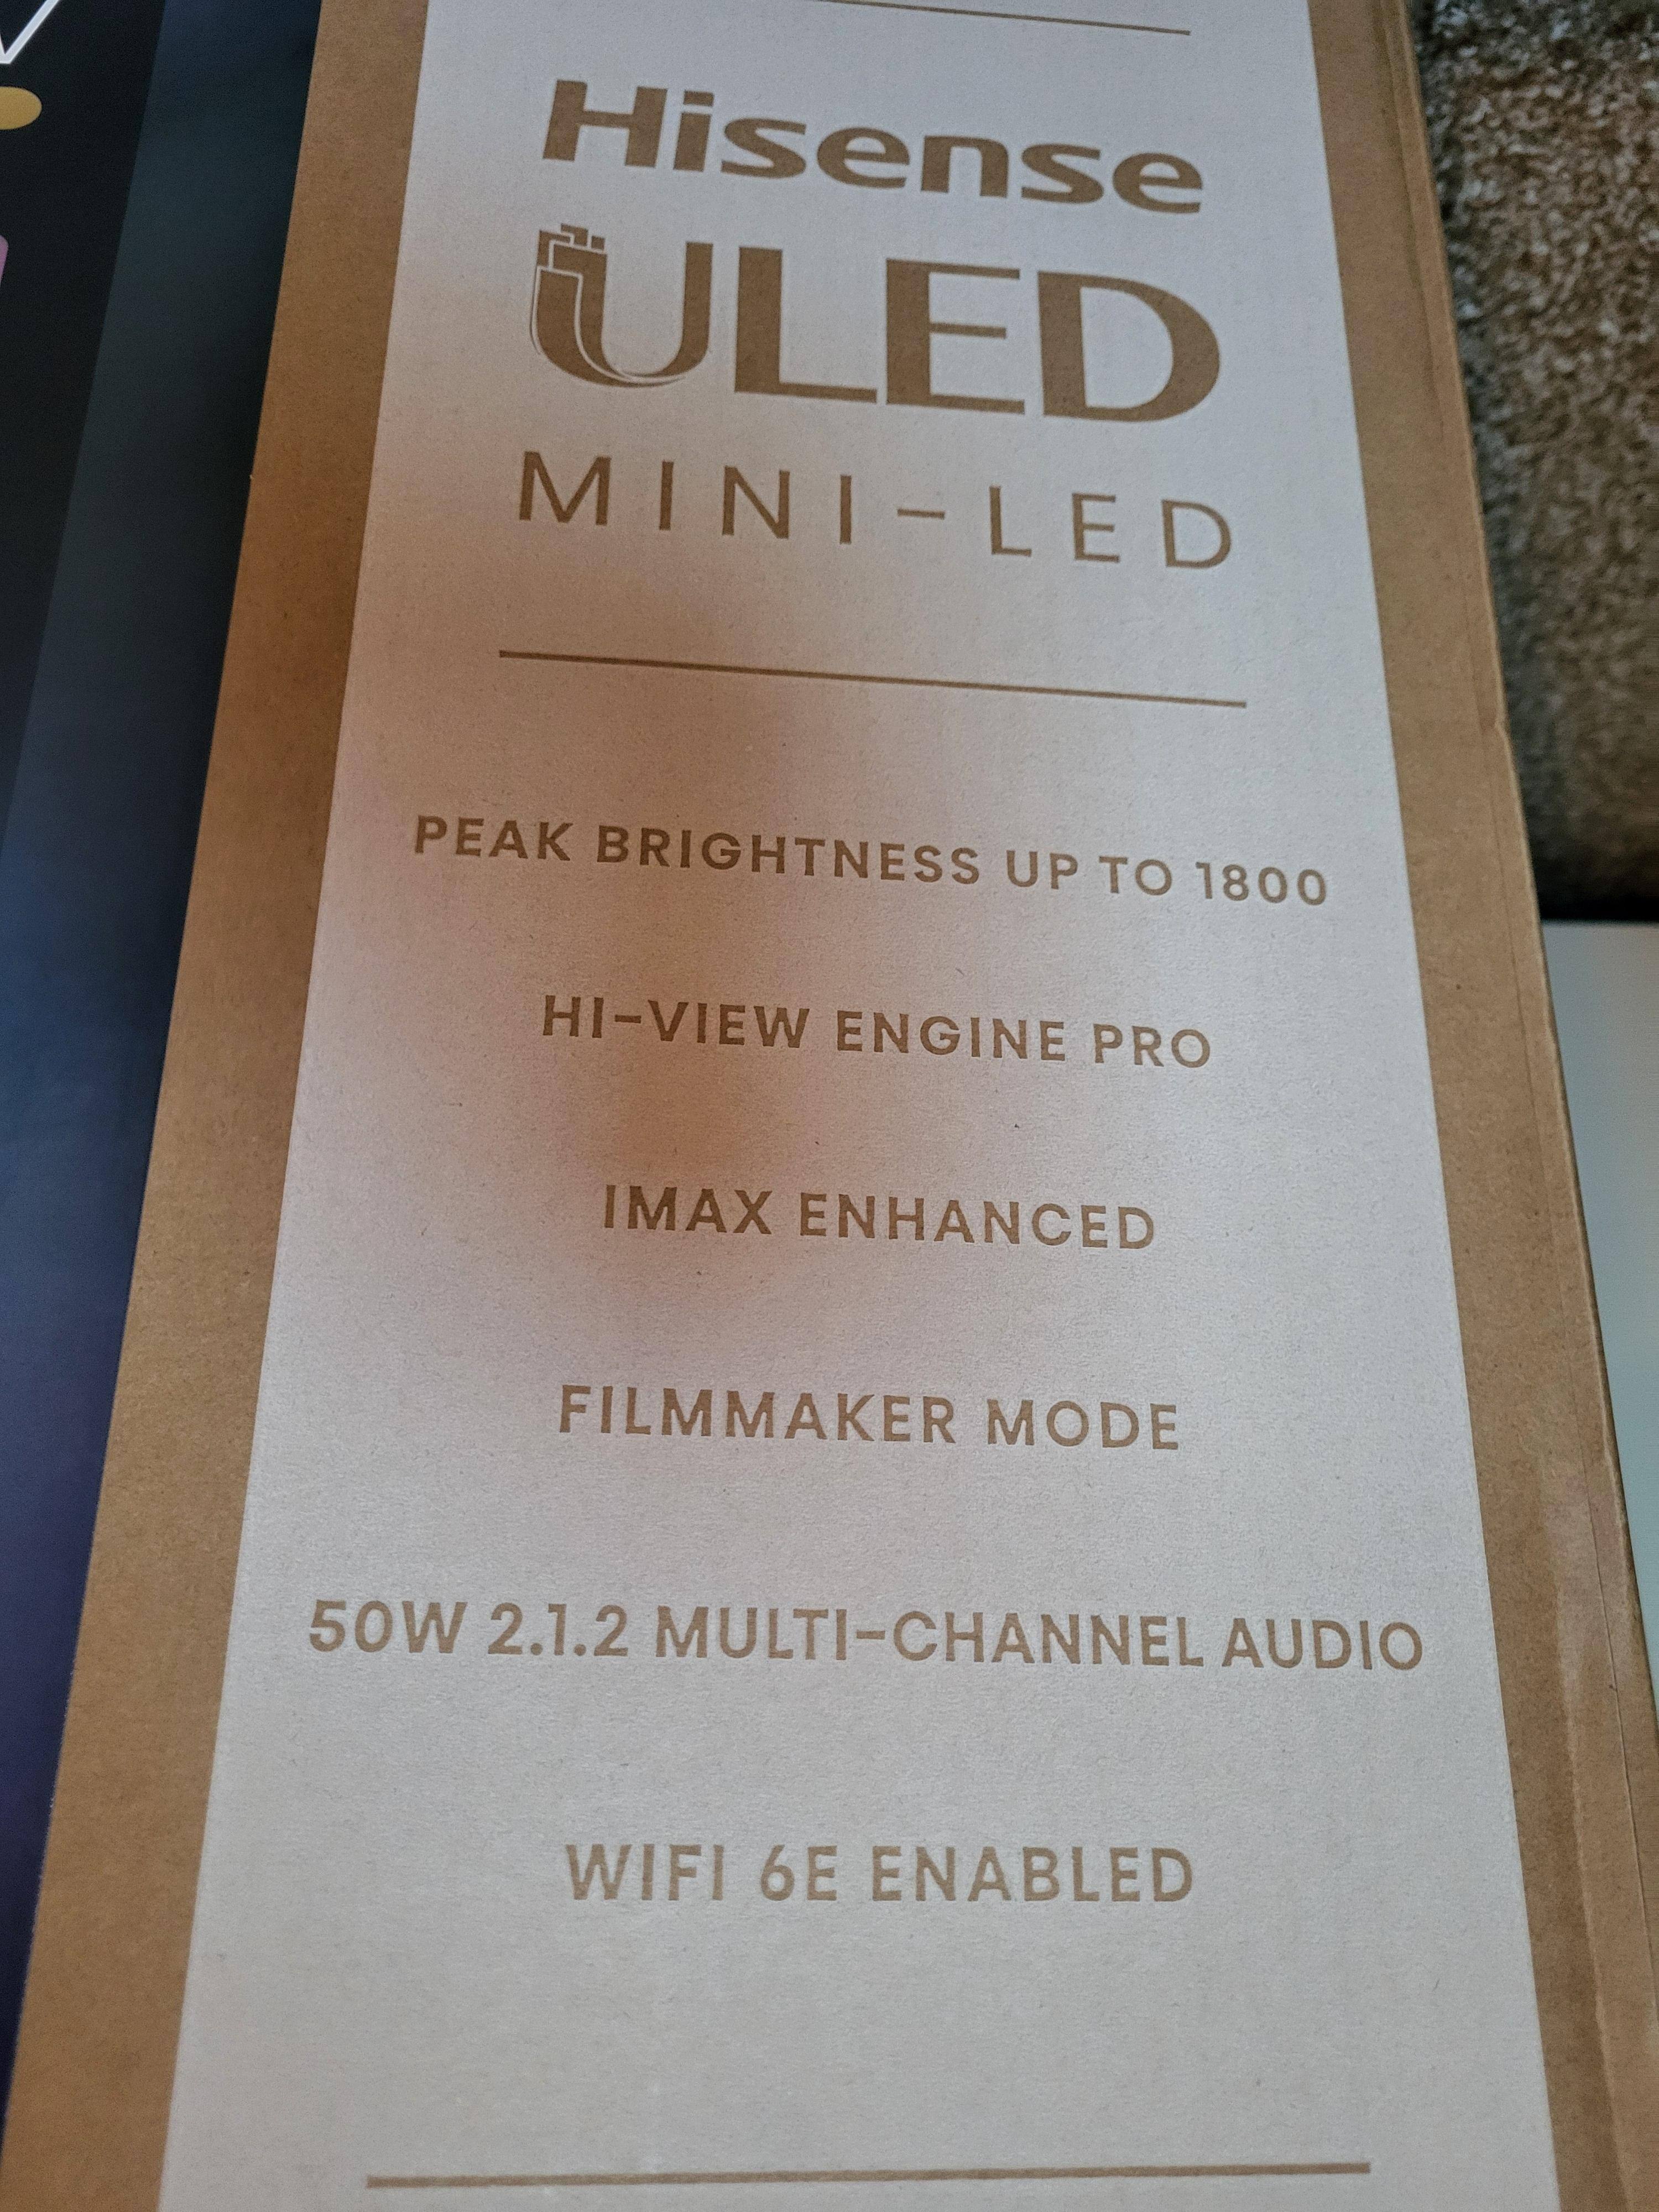 Hisense
ULED
MINI-LED
PEAK BRIGHTNESS UP TO 1800
HI-VIEW ENGINE PRO
IMAX ENHANCED
FILMMAKER MODE
50W 2.1.2 MULTI-CHANNEL AUDIO
WIFI 6E ENABLED